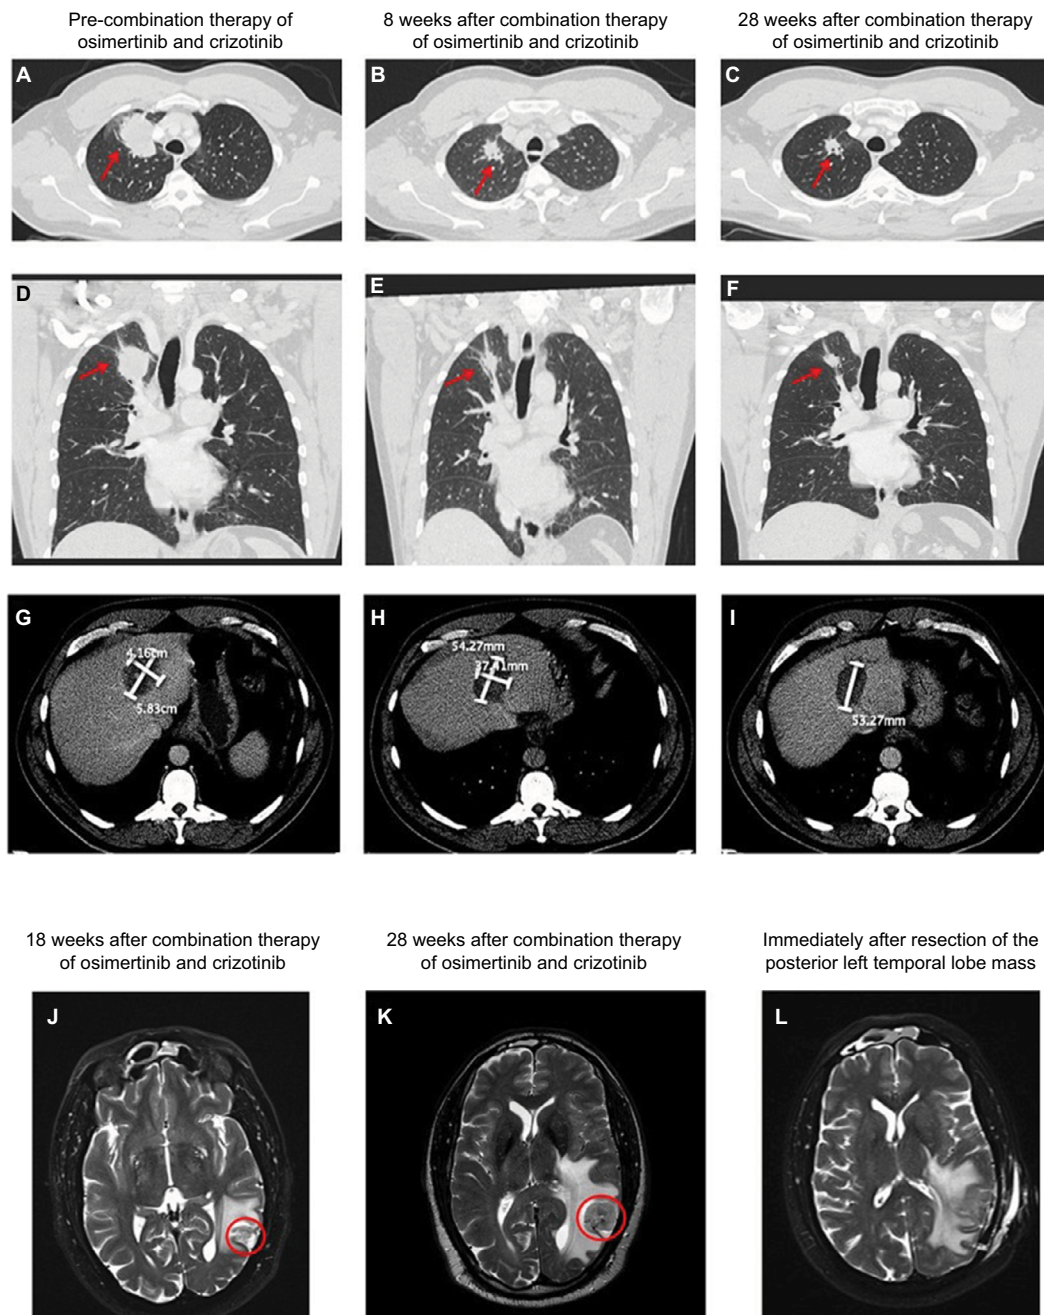 Pre-combination therapy of
osimertinib and crizotinib
8 weeks after combination therapy
of osimertinib and crizotinib
28 weeks after combination therapy
of osimertinib and crizotinib
A
B
C
D
E
F
G
4.16cm
5.83cm
H
54.27mm
37.41mm
I
53.27mm
18 weeks after combination therapy
of osimertinib and crizotinib
28 weeks after combination therapy
of osimertinib and crizotinib
Immediately after resection of the
posterior left temporal lobe mass
J
K
L